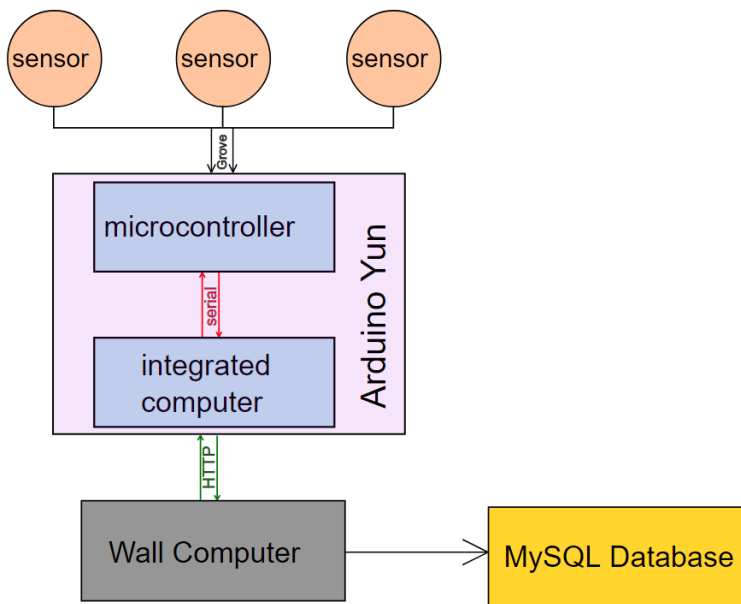 sensor
sensor
sensor
Grove
microcontroller
serial
Arduino Yun
integrated
computer
HTTP
Wall Computer
MySQL Database